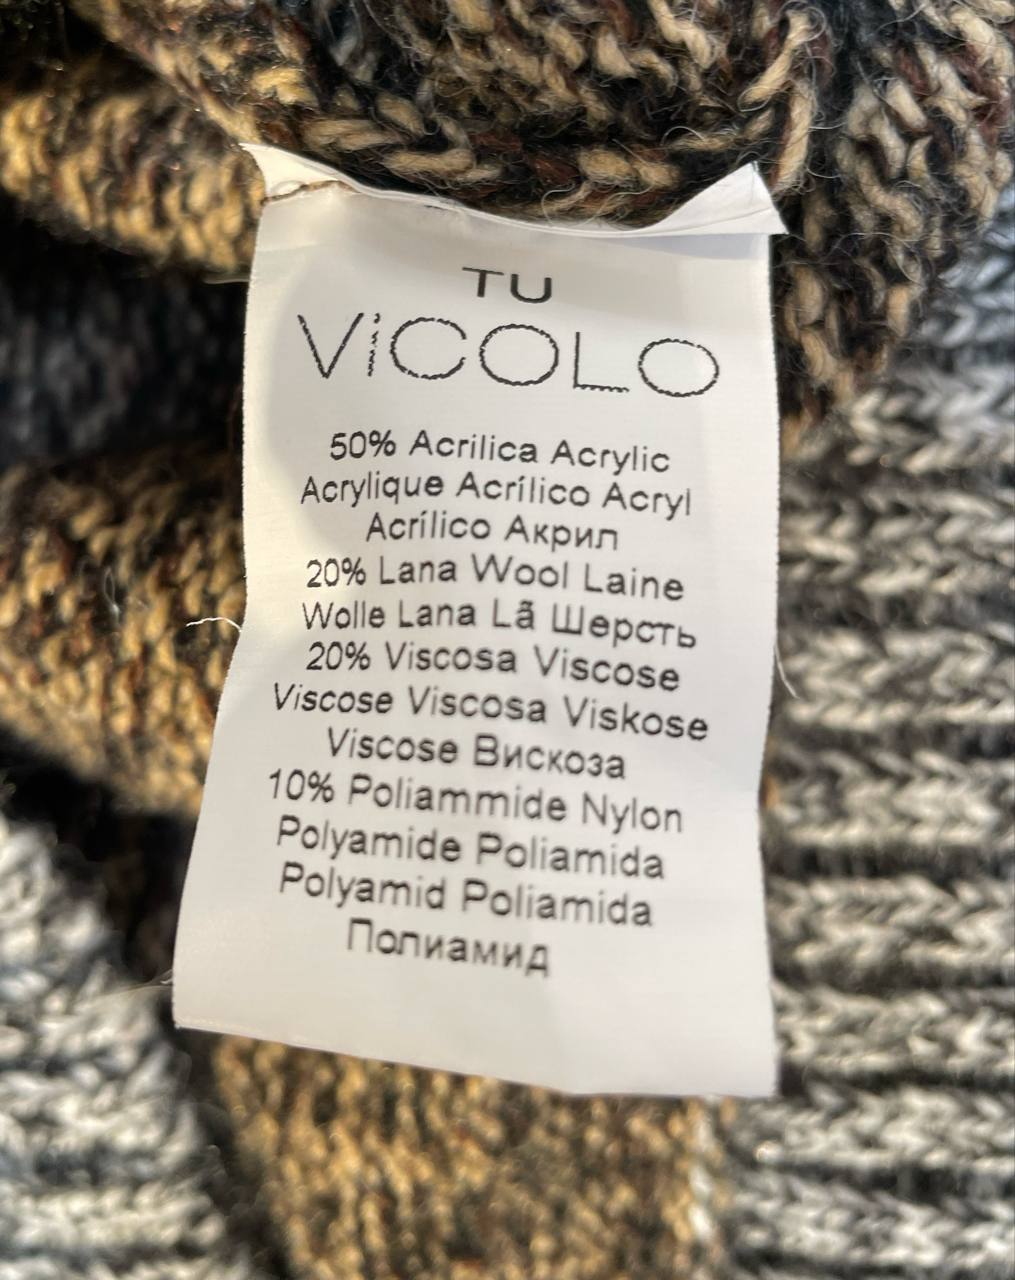 TU
ViCOLO
50% Acrilica Acrylic
Acrylique Acrílico Acryl
Acrílico Акрил
20% Lana Wool Laine
Wolle Lana Lã Шерсть
20% Viscosa Viscose
Viscose Viscosa Viskose
Viscose Вискоза
10% Poliammide Nylon
Polyamide Poliamida
Polyamid Poliamida
Полиамид